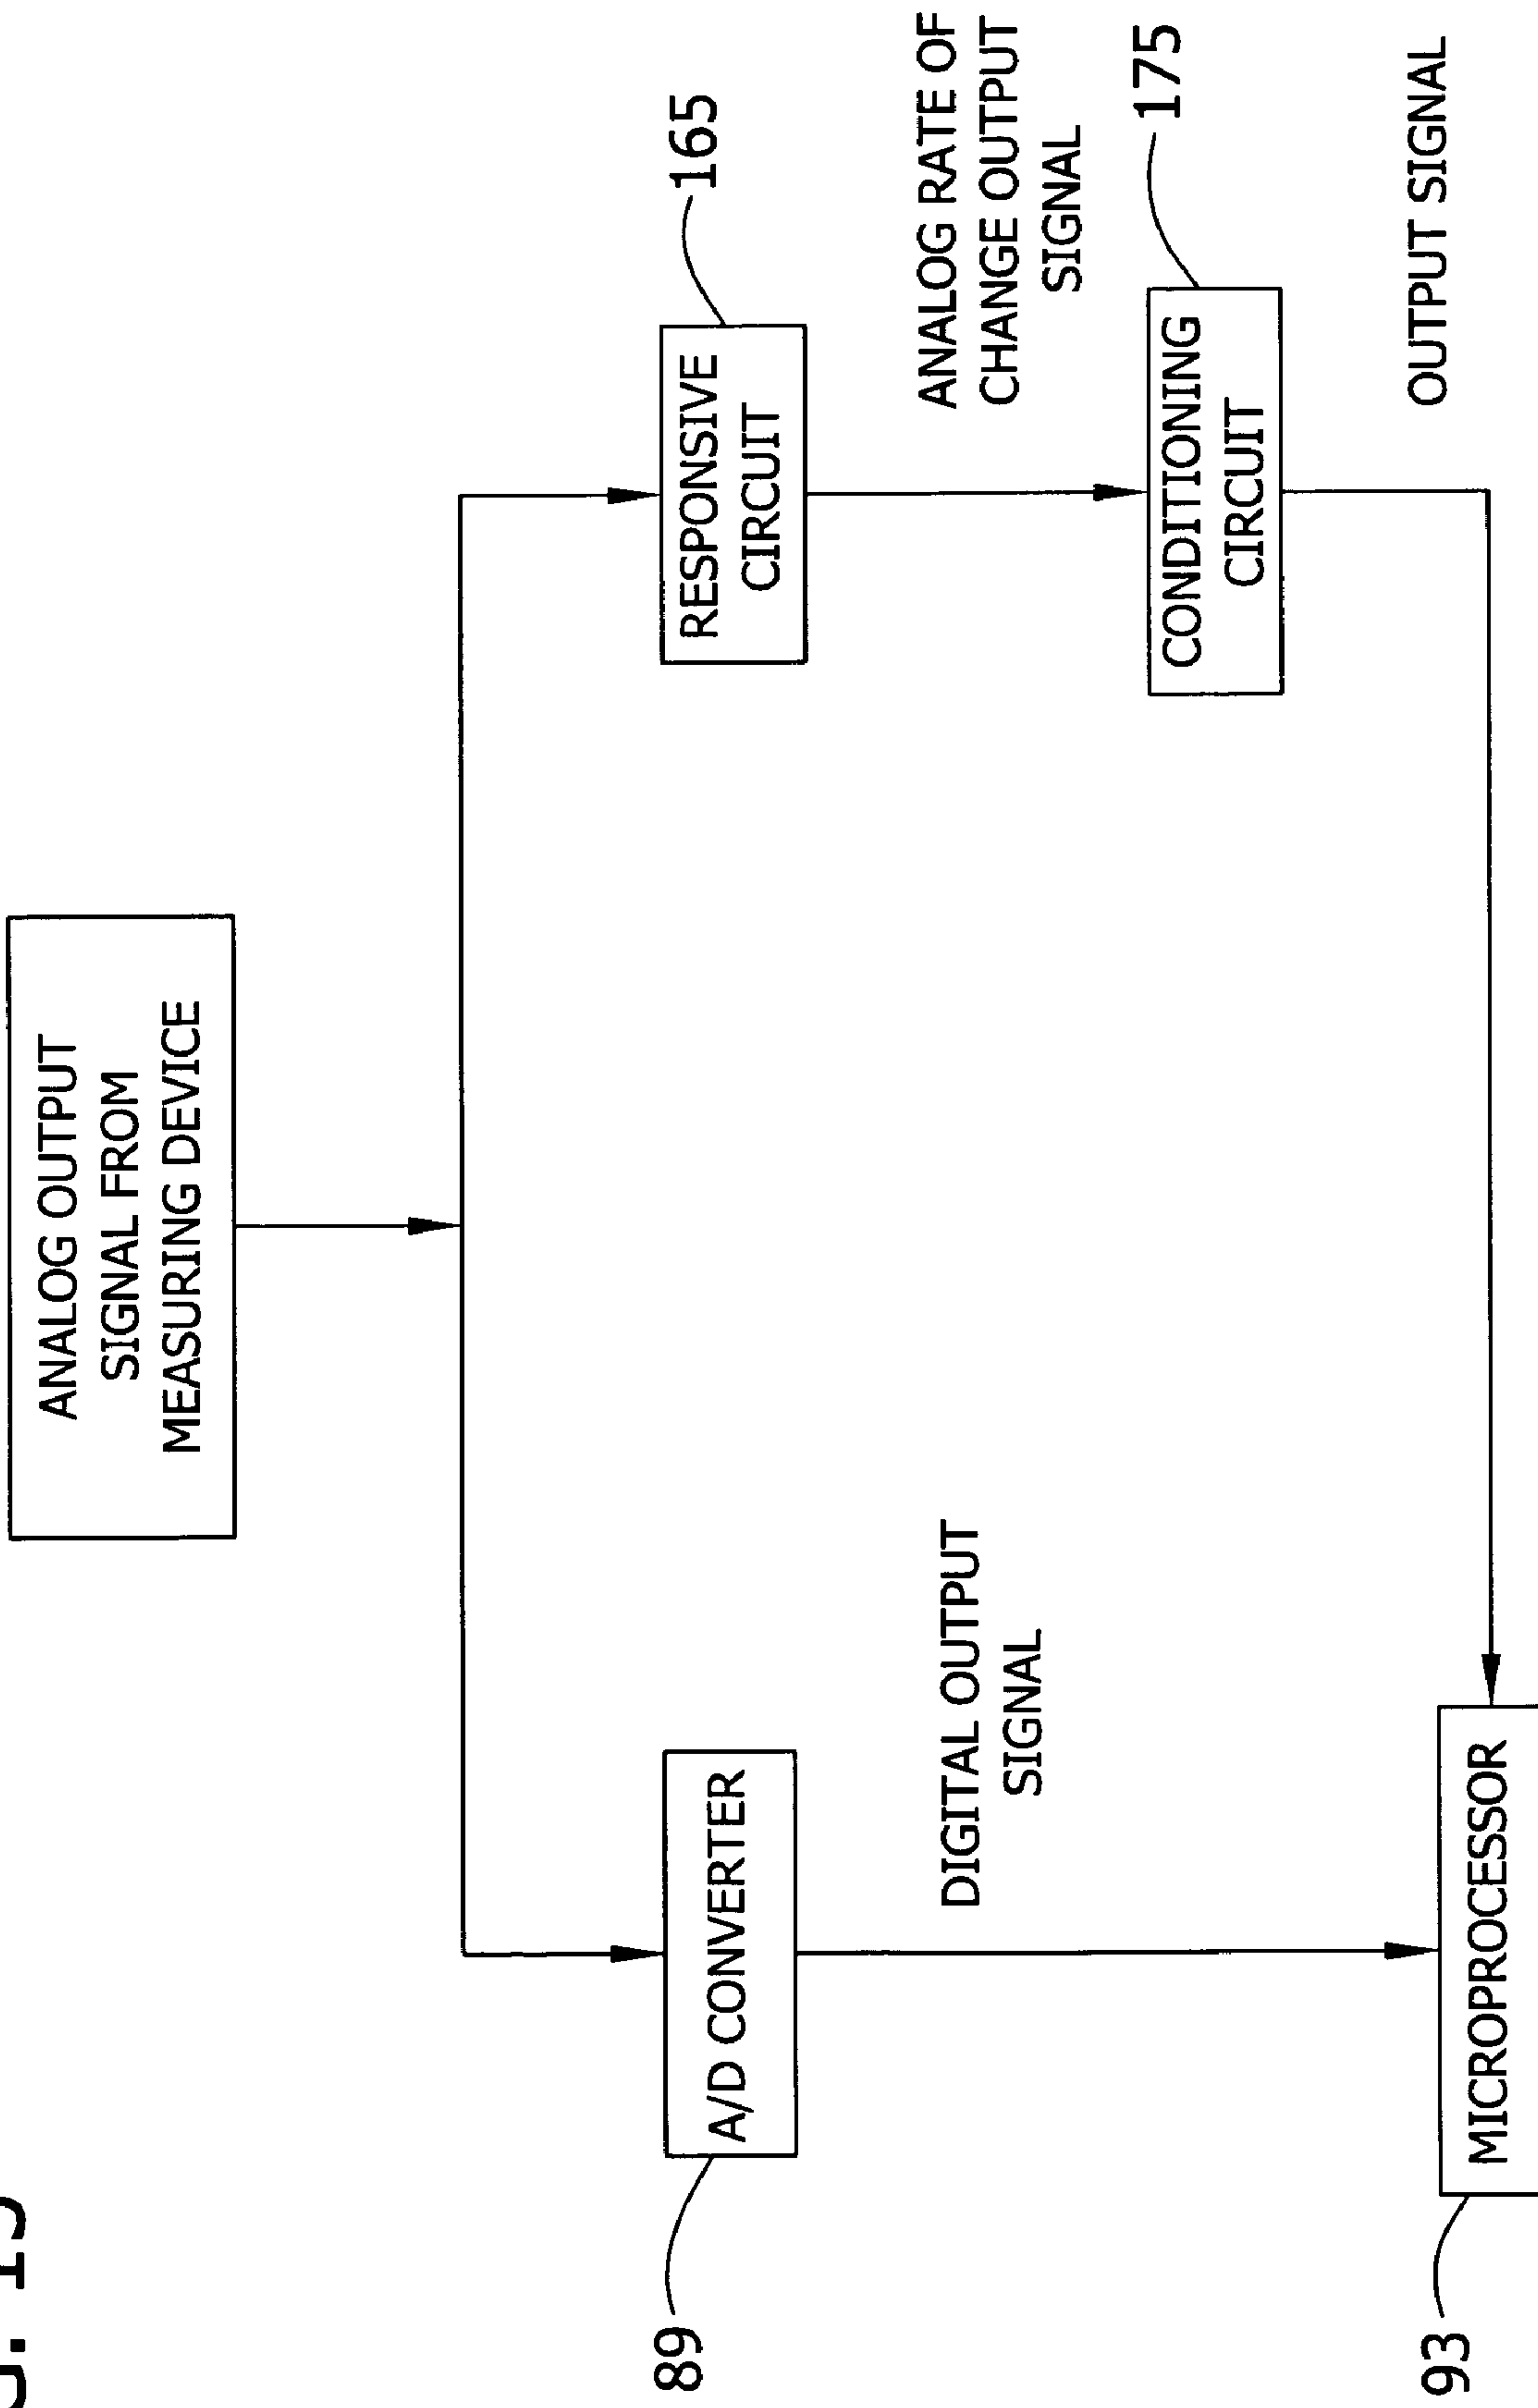 ANALOG OUTPUT
SIGNAL FROM
MEASURING DEVICE
89
A/D CONVERTER
RESPONSIVE
CIRCUIT
165
DIGITAL OUTPUT
SIGNAL
ANALOG RATE OF
CHANGE OUTPUT
SIGNAL
CONDITIONING
CIRCUIT
175
93
MICROPROCESSOR
OUTPUT SIGNAL